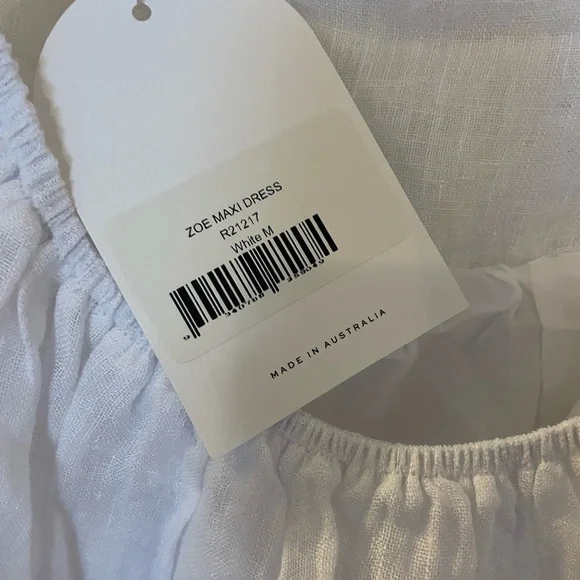 ZOE MAXI DRESS
R21217
White M
MADE IN AUSTRALIA